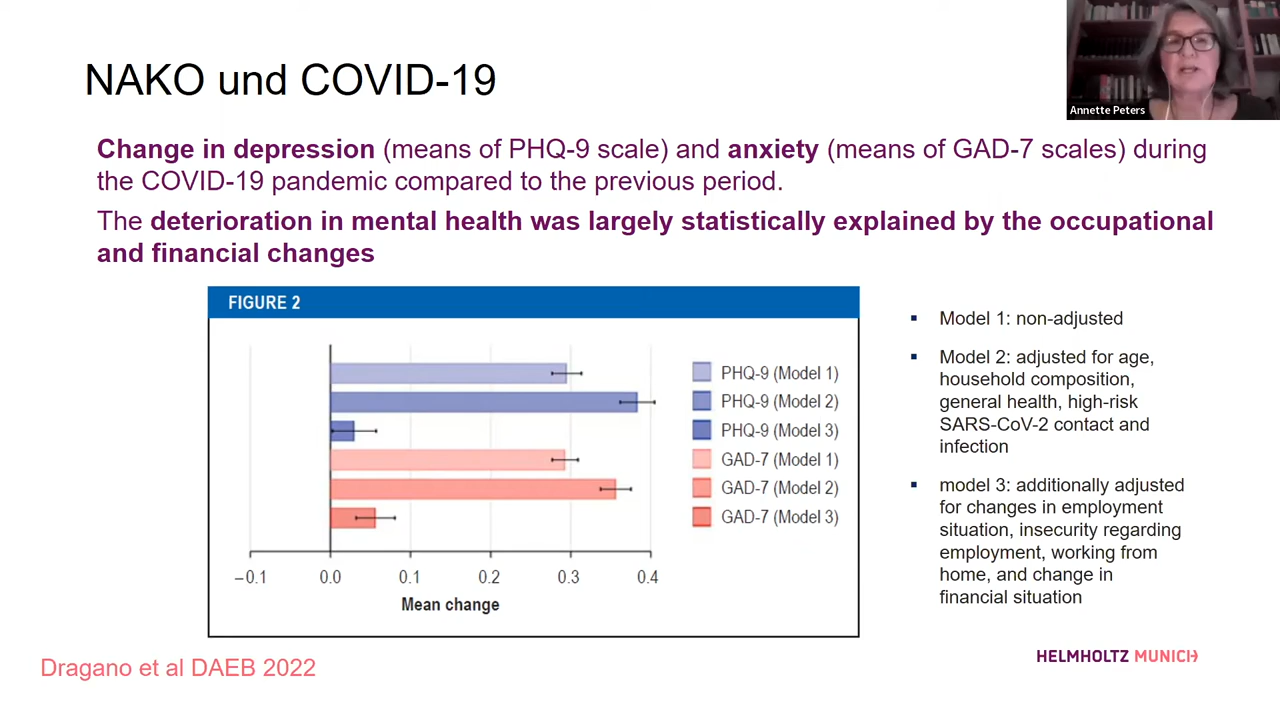 NAKO und COVID-19
Annette Peters
Change in depression (means of PHQ-9 scale) and anxiety (means of GAD-7 scales) during
the COVID-19 pandemic compared to the previous period.
The deterioration in mental health was largely statistically explained by the occupational
and financial changes
FIGURE 2
PHQ-9 (Model 1)
PHQ-9 (Model 2)
PHQ-9 (Model 3)
GAD-7 (Model 1)
GAD-7 (Model 2)
GAD-7 (Model 3)
−0.1 0.0 0.1 0.2 0.3 0.4
Mean change
▪ Model 1: non-adjusted
▪ Model 2: adjusted for age,
household composition,
general health, high-risk
SARS-CoV-2 contact and
infection
▪ model 3: additionally adjusted
for changes in employment
situation, insecurity regarding
employment, working from
home, and change in
financial situation
Dragano et al DAEB 2022
HELMHOLTZ MUNICH